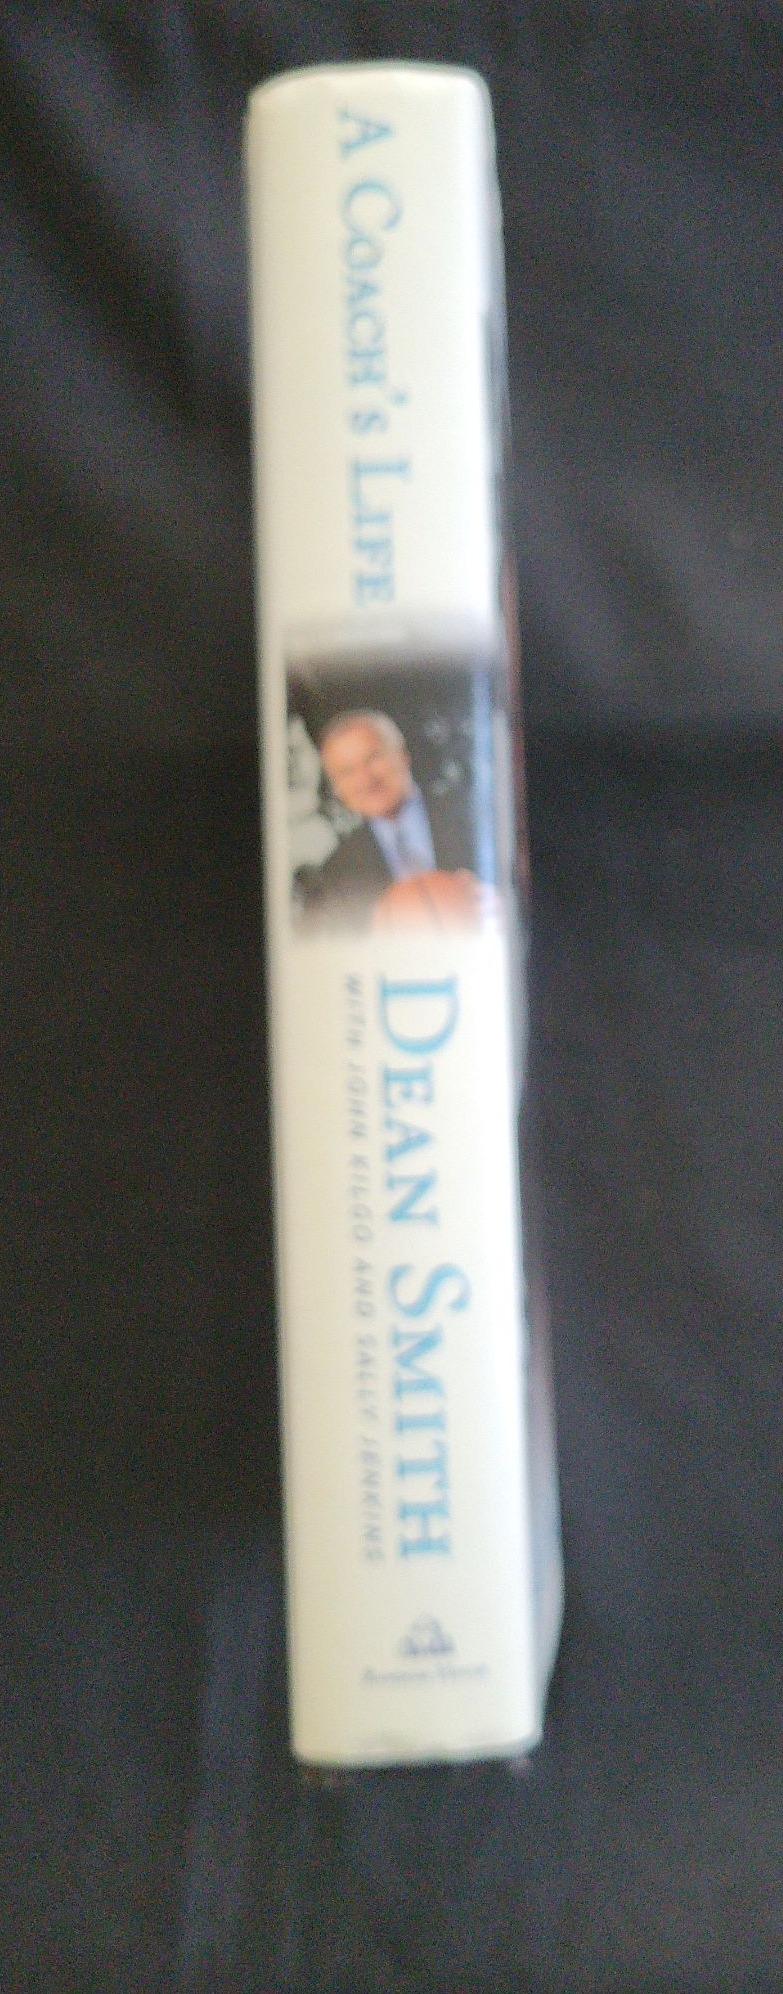 A COACH'S LIFE
DEAN SMITH
WITH JOHN KILGO AND SALLY JENKINS